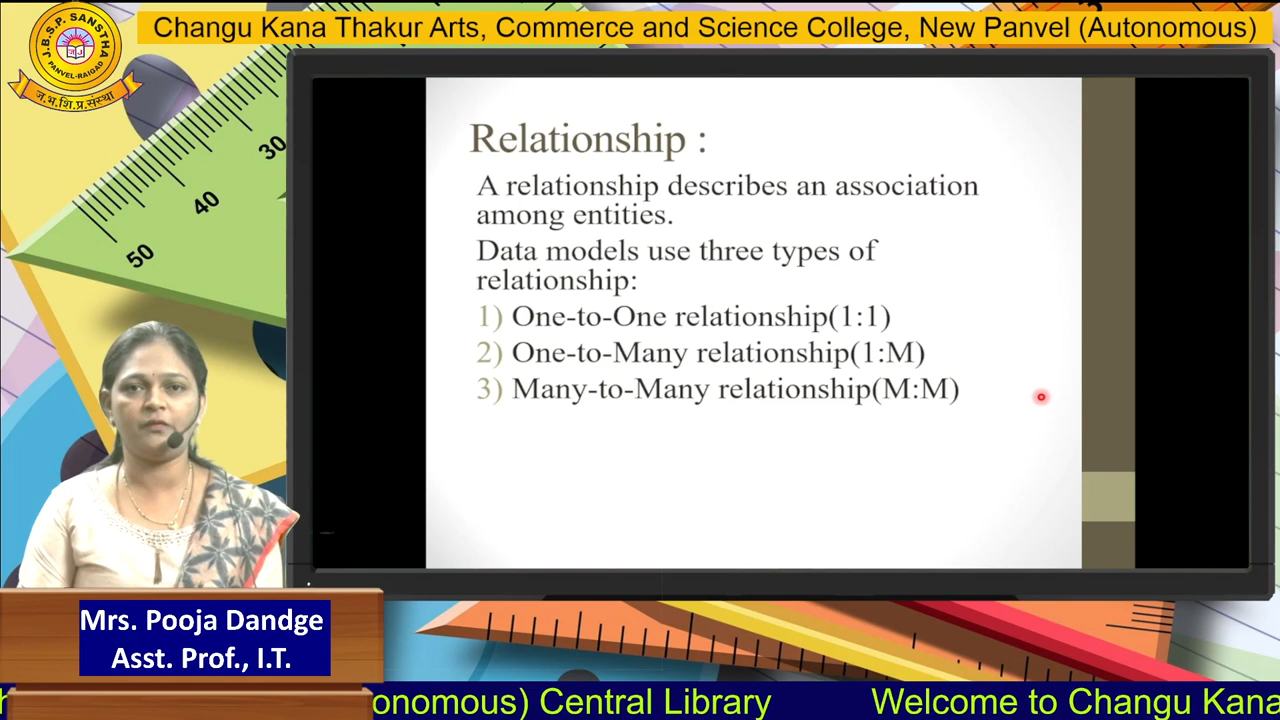 J.B.S.P. SANSTHA
PANVEL-RAIGAD
ज.भ.शि.प्र.संस्था
Changu Kana Thakur Arts, Commerce and Science College, New Panvel (Autonomous)
30
40
50
Relationship :
A relationship describes an association
among entities.
Data models use three types of
relationship:
1) One-to-One relationship(1:1)
2) One-to-Many relationship(1:M)
3) Many-to-Many relationship(M:M)
Mrs. Pooja Dandge
Asst. Prof., I.T.
onomous) Central Library Welcome to Changu Kana